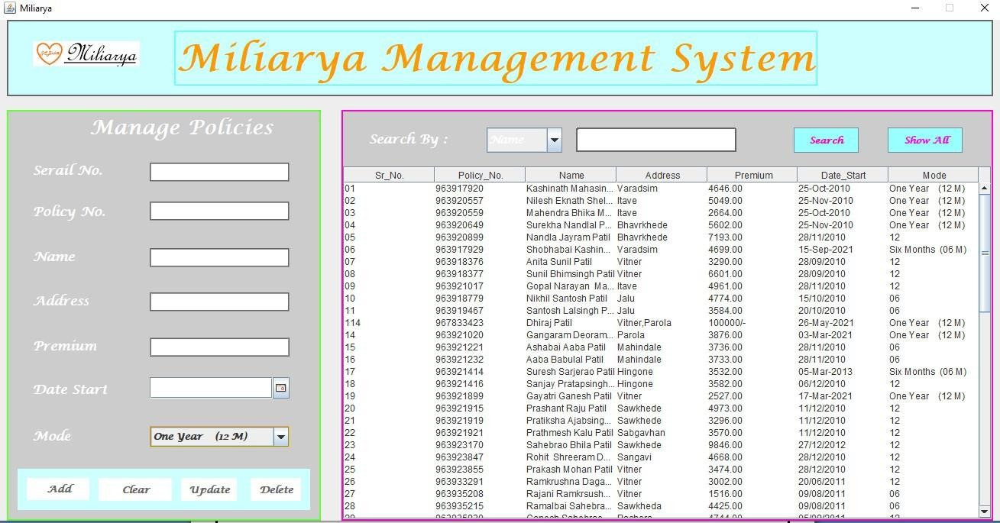 Miliarya
Miliarya
Miliarya Management System
Manage Policies
Serail No.
Policy No.
Name
Address
Premium
Date Start
Mode One Year (12 M)
Add Clear Update Delete
Search By : Name Search Show All
Sr_No. Policy_No. Name Address Premium Date_Start Mode
01 963917920 Kashinath Mahasin... Varadsim 4646.00 25-Oct-2010 One Year (12 M)
02 963920557 Nilesh Eknath Shel... Itave 5049.00 25-Nov-2010 One Year (12 M)
03 963920559 Mahendra Bhika M... Itave 2664.00 25-Oct-2010 One Year (12 M)
04 963920649 Surekha Nandlal P... Bhavrkhede 5602.00 25-Nov-2010 One Year (12 M)
05 963920899 Nandla Jayram Patil Bhavrkhede 7193.00 28/11/2010 12
06 963917929 Shobhabai Kashin... Varadsim 4699.00 15-Sep-2021 Six Months (06 M)
07 963918376 Anita Sunil Patil Vitner 3290.00 28/09/2010 12
08 963918377 Sunil Bhimsingh Patil Vitner 6601.00 28/09/2010 12
09 963921017 Gopal Narayan Ma... Itave 4961.00 28/11/2010 12
10 963918779 Nikhil Santosh Patil Jalu 4774.00 15/10/2010 06
11 963919467 Santosh Lalsingh P... Jalu 3584.00 20/10/2010 06
114 967833423 Dhiraj Patil Vitner,Parola 100000/- 26-May-2021 One Year (12 M)
14 963921020 Gangaram Deoram... Parola 3876.00 03-Mar-2021 One Year (12 M)
15 963921221 Ashabai Aaba Patil Mahindale 3736.00 28/11/2010 06
16 963921232 Aaba Babulal Patil Mahindale 3733.00 28/11/2010 06
17 963921414 Suresh Sarjerao Patil Hingone 3532.00 05-Mar-2013 Six Months (06 M)
18 963921416 Sanjay Pratapsingh... Hingone 3582.00 06/12/2010 12
19 963921899 Gayatri Ganesh Patil Vitner 2527.00 17-Mar-2021 One Year (12 M)
20 963921915 Prashant Raju Patil Sawkhede 4973.00 11/12/2010 12
21 963921919 Pratiksha Ajabsing... Sawkhede 3296.00 11/12/2010 12
22 963921921 Prathmesh Kalu Patil Sabgavhan 3570.00 11/12/2010 12
23 963923170 Sahebrao Bhila Patil Sawkhede 9846.00 27/12/2012 12
24 963923847 Rohit Shreeram D... Sangavi 4668.00 28/12/2010 12
25 963923855 Prakash Mohan Patil Vitner 3474.00 28/12/2010 12
26 963933291 Ramkrushna Daga... Vitner 3002.00 20/06/2011 12
27 963935208 Rajani Ramkrsush... Vitner 1516.00 09/08/2011 06
28 963935215 Ramalbai Sahebra... Sawkheda 4425.00 09/08/2011 06